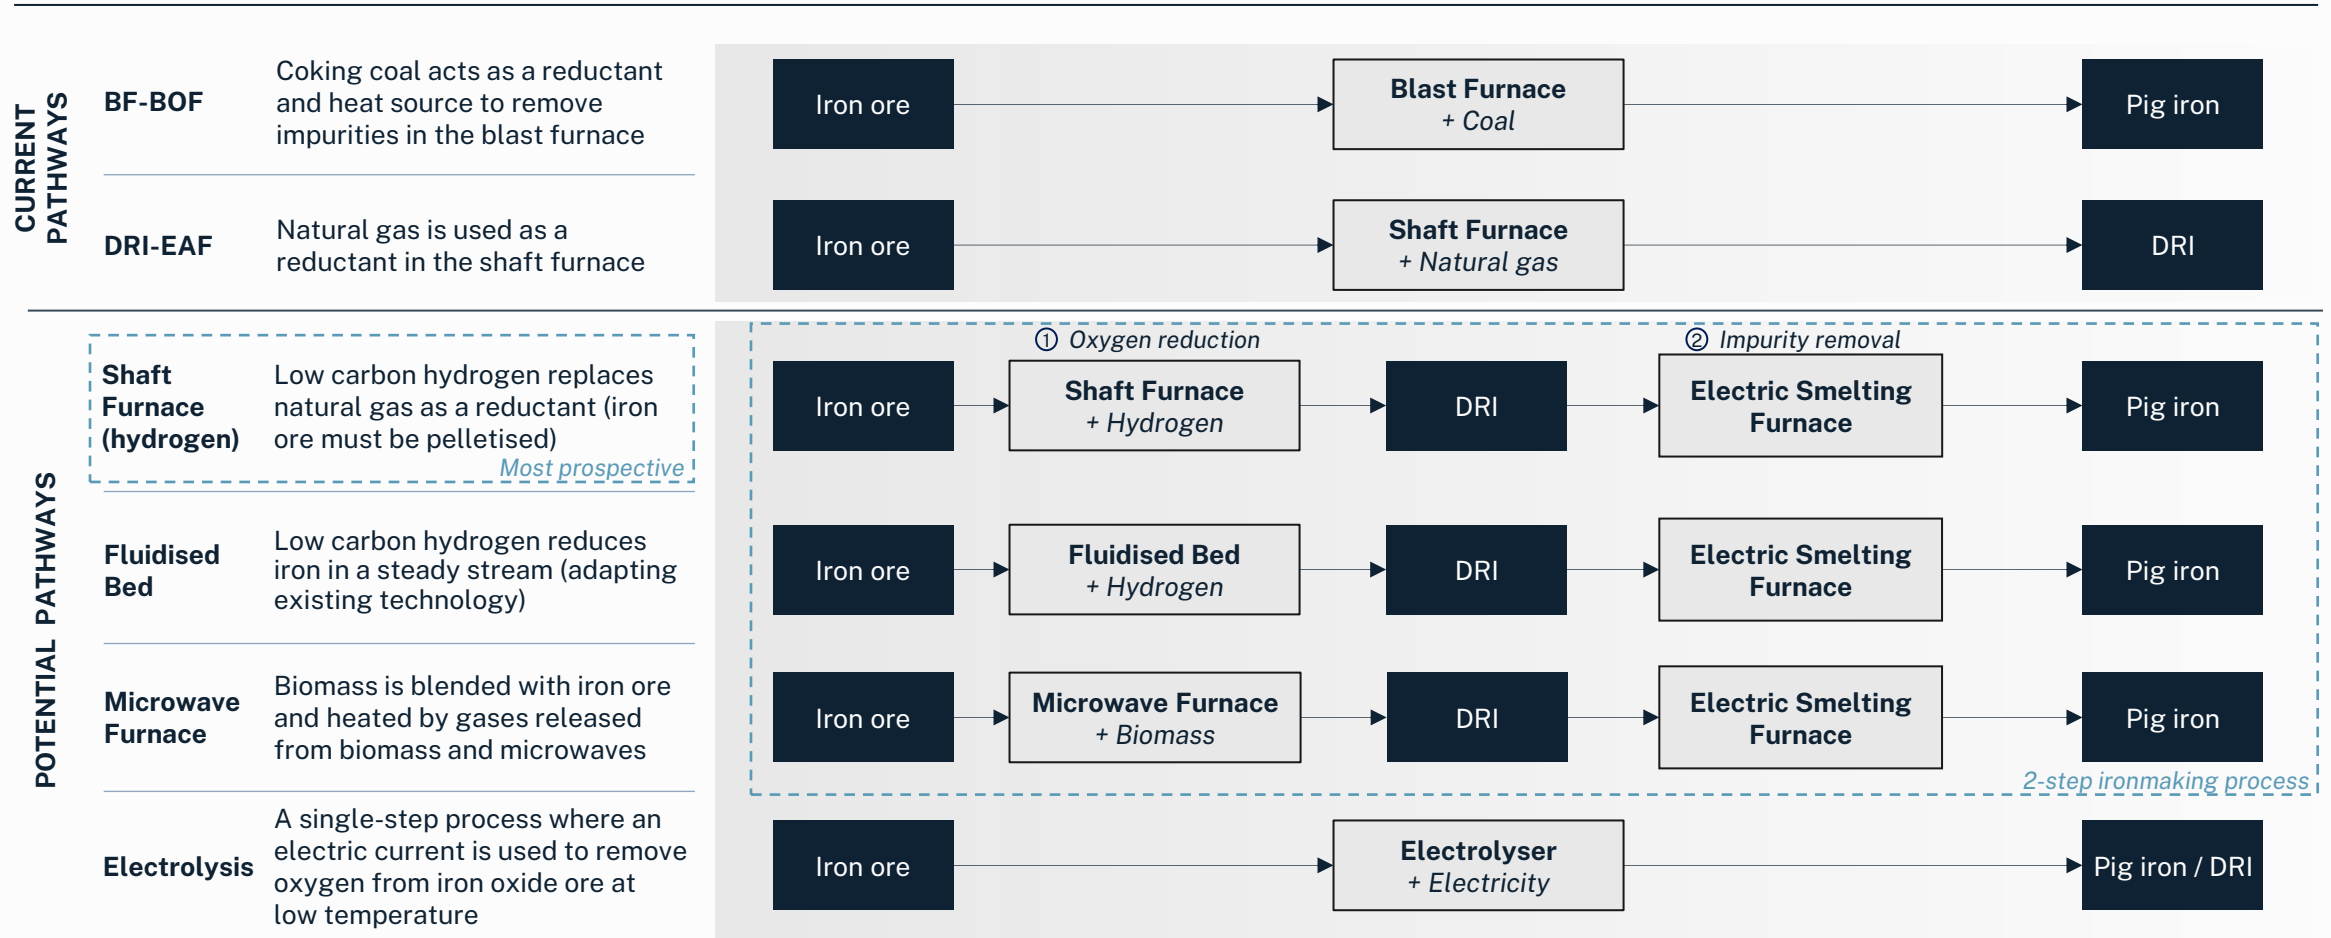 CURRENT
PATHWAYS
BF-BOF
Coking coal acts as a reductant
and heat source to remove
impurities in the blast furnace
Iron ore
Blast Furnace
+ Coal
Pig iron
DRI-EAF
Natural gas is used as a
reductant in the shaft furnace
Iron ore
Shaft Furnace
+ Natural gas
DRI
POTENTIAL PATHWAYS
① Oxygen reduction
② Impurity removal
Shaft
Furnace
(hydrogen)
Low carbon hydrogen replaces
natural gas as a reductant (iron
ore must be pelletised)
Most prospective
Iron ore
Shaft Furnace
+ Hydrogen
DRI
Electric Smelting
Furnace
Pig iron
Fluidised
Bed
Low carbon hydrogen reduces
iron in a steady stream (adapting
existing technology)
Iron ore
Fluidised Bed
+ Hydrogen
DRI
Electric Smelting
Furnace
Pig iron
Microwave
Furnace
Biomass is blended with iron ore
and heated by gases released
from biomass and microwaves
Iron ore
Microwave Furnace
+ Biomass
DRI
Electric Smelting
Furnace
Pig iron
2-step ironmaking process
Electrolysis
A single-step process where an
electric current is used to remove
oxygen from iron oxide ore at
low temperature
Iron ore
Electrolyser
+ Electricity
Pig iron / DRI